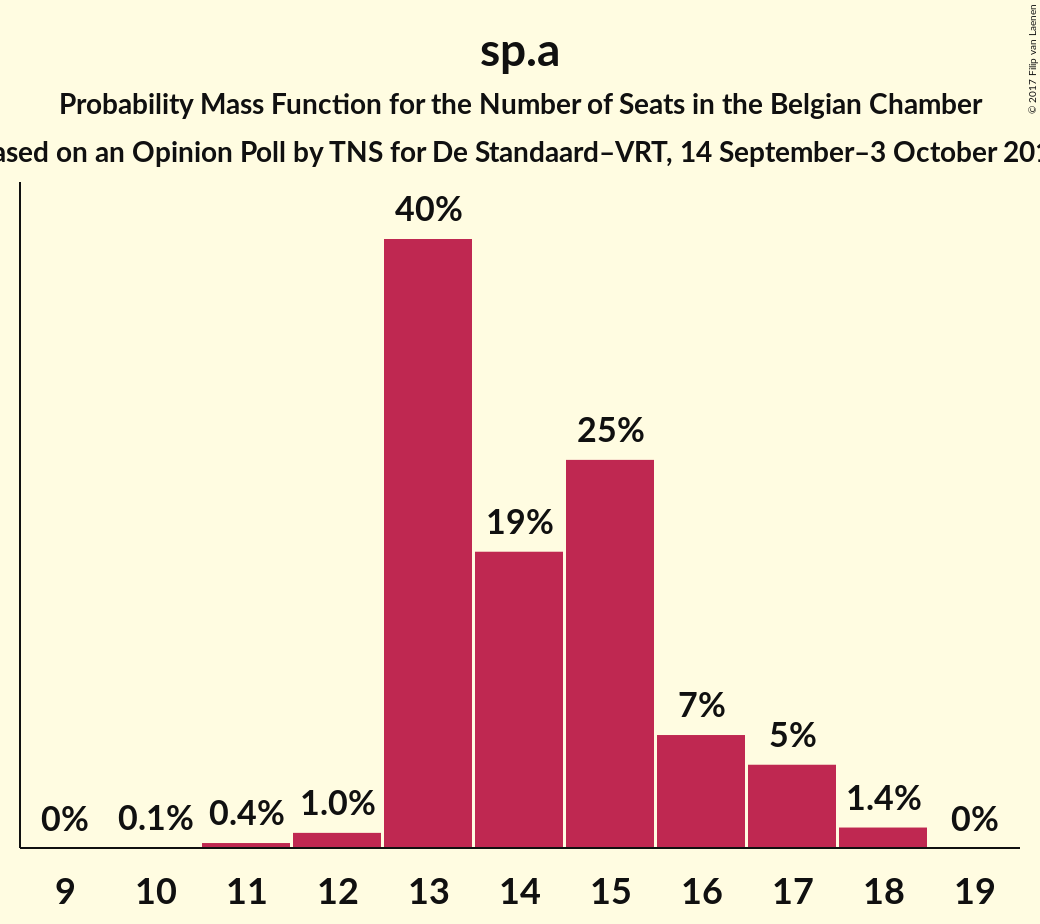 sp.a
Probability Mass Function for the Number of Seats in the Belgian Chamber
on an Opinion Poll by TNS for De Standaard–VRT, 14 September–3 October
© 2017 Filip van Laenen
40%
25%
19%
7%
5%
1.4%
1.0%
0.4%
0.1%
0%
0%
9 10 11 12 13 14 15 16 17 18 19